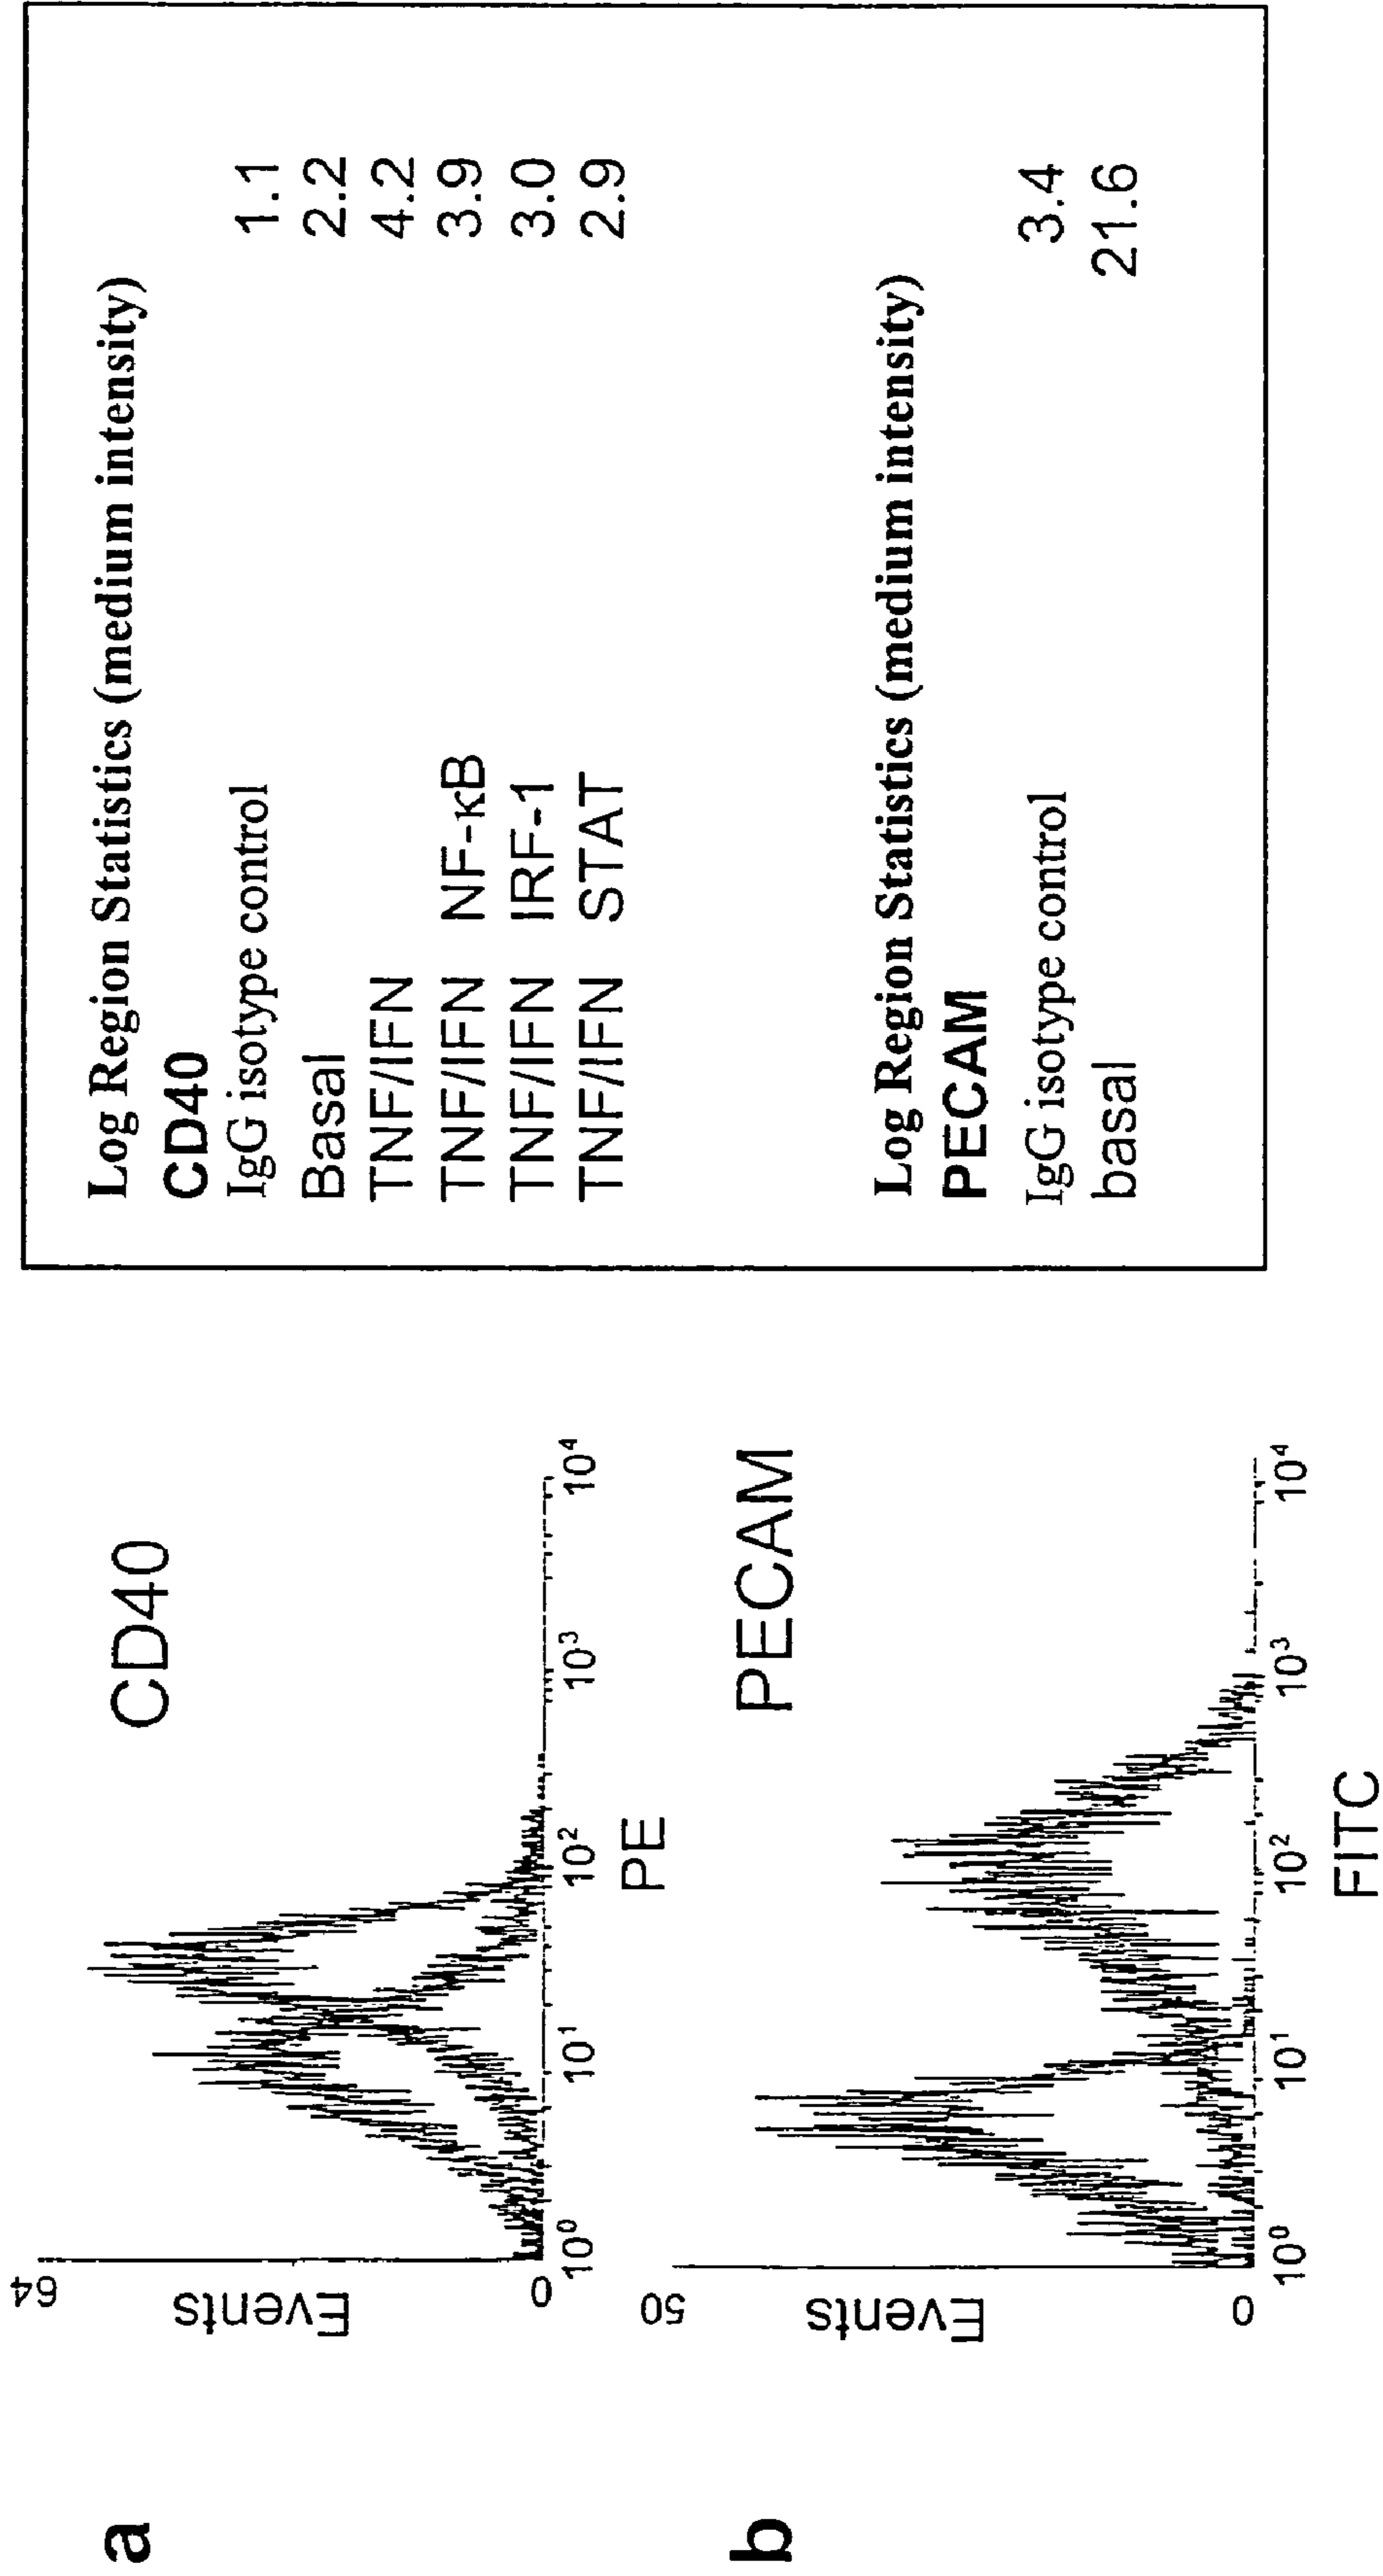 a
CD40
64
Events
0
10⁰ 10¹ 10² 10³ 10⁴
PE
b
PECAM
50
Events
0
10⁰ 10¹ 10² 10³ 10⁴
FITC
Log Region Statistics (medium intensity)
CD40
IgG isotype control 1.1
Basal 2.2
TNF/IFN 4.2
TNF/IFN NF-κB 3.9
TNF/IFN IRF-1 3.0
TNF/IFN STAT 2.9
Log Region Statistics (medium intensity)
PECAM
IgG isotype control 3.4
basal 21.6